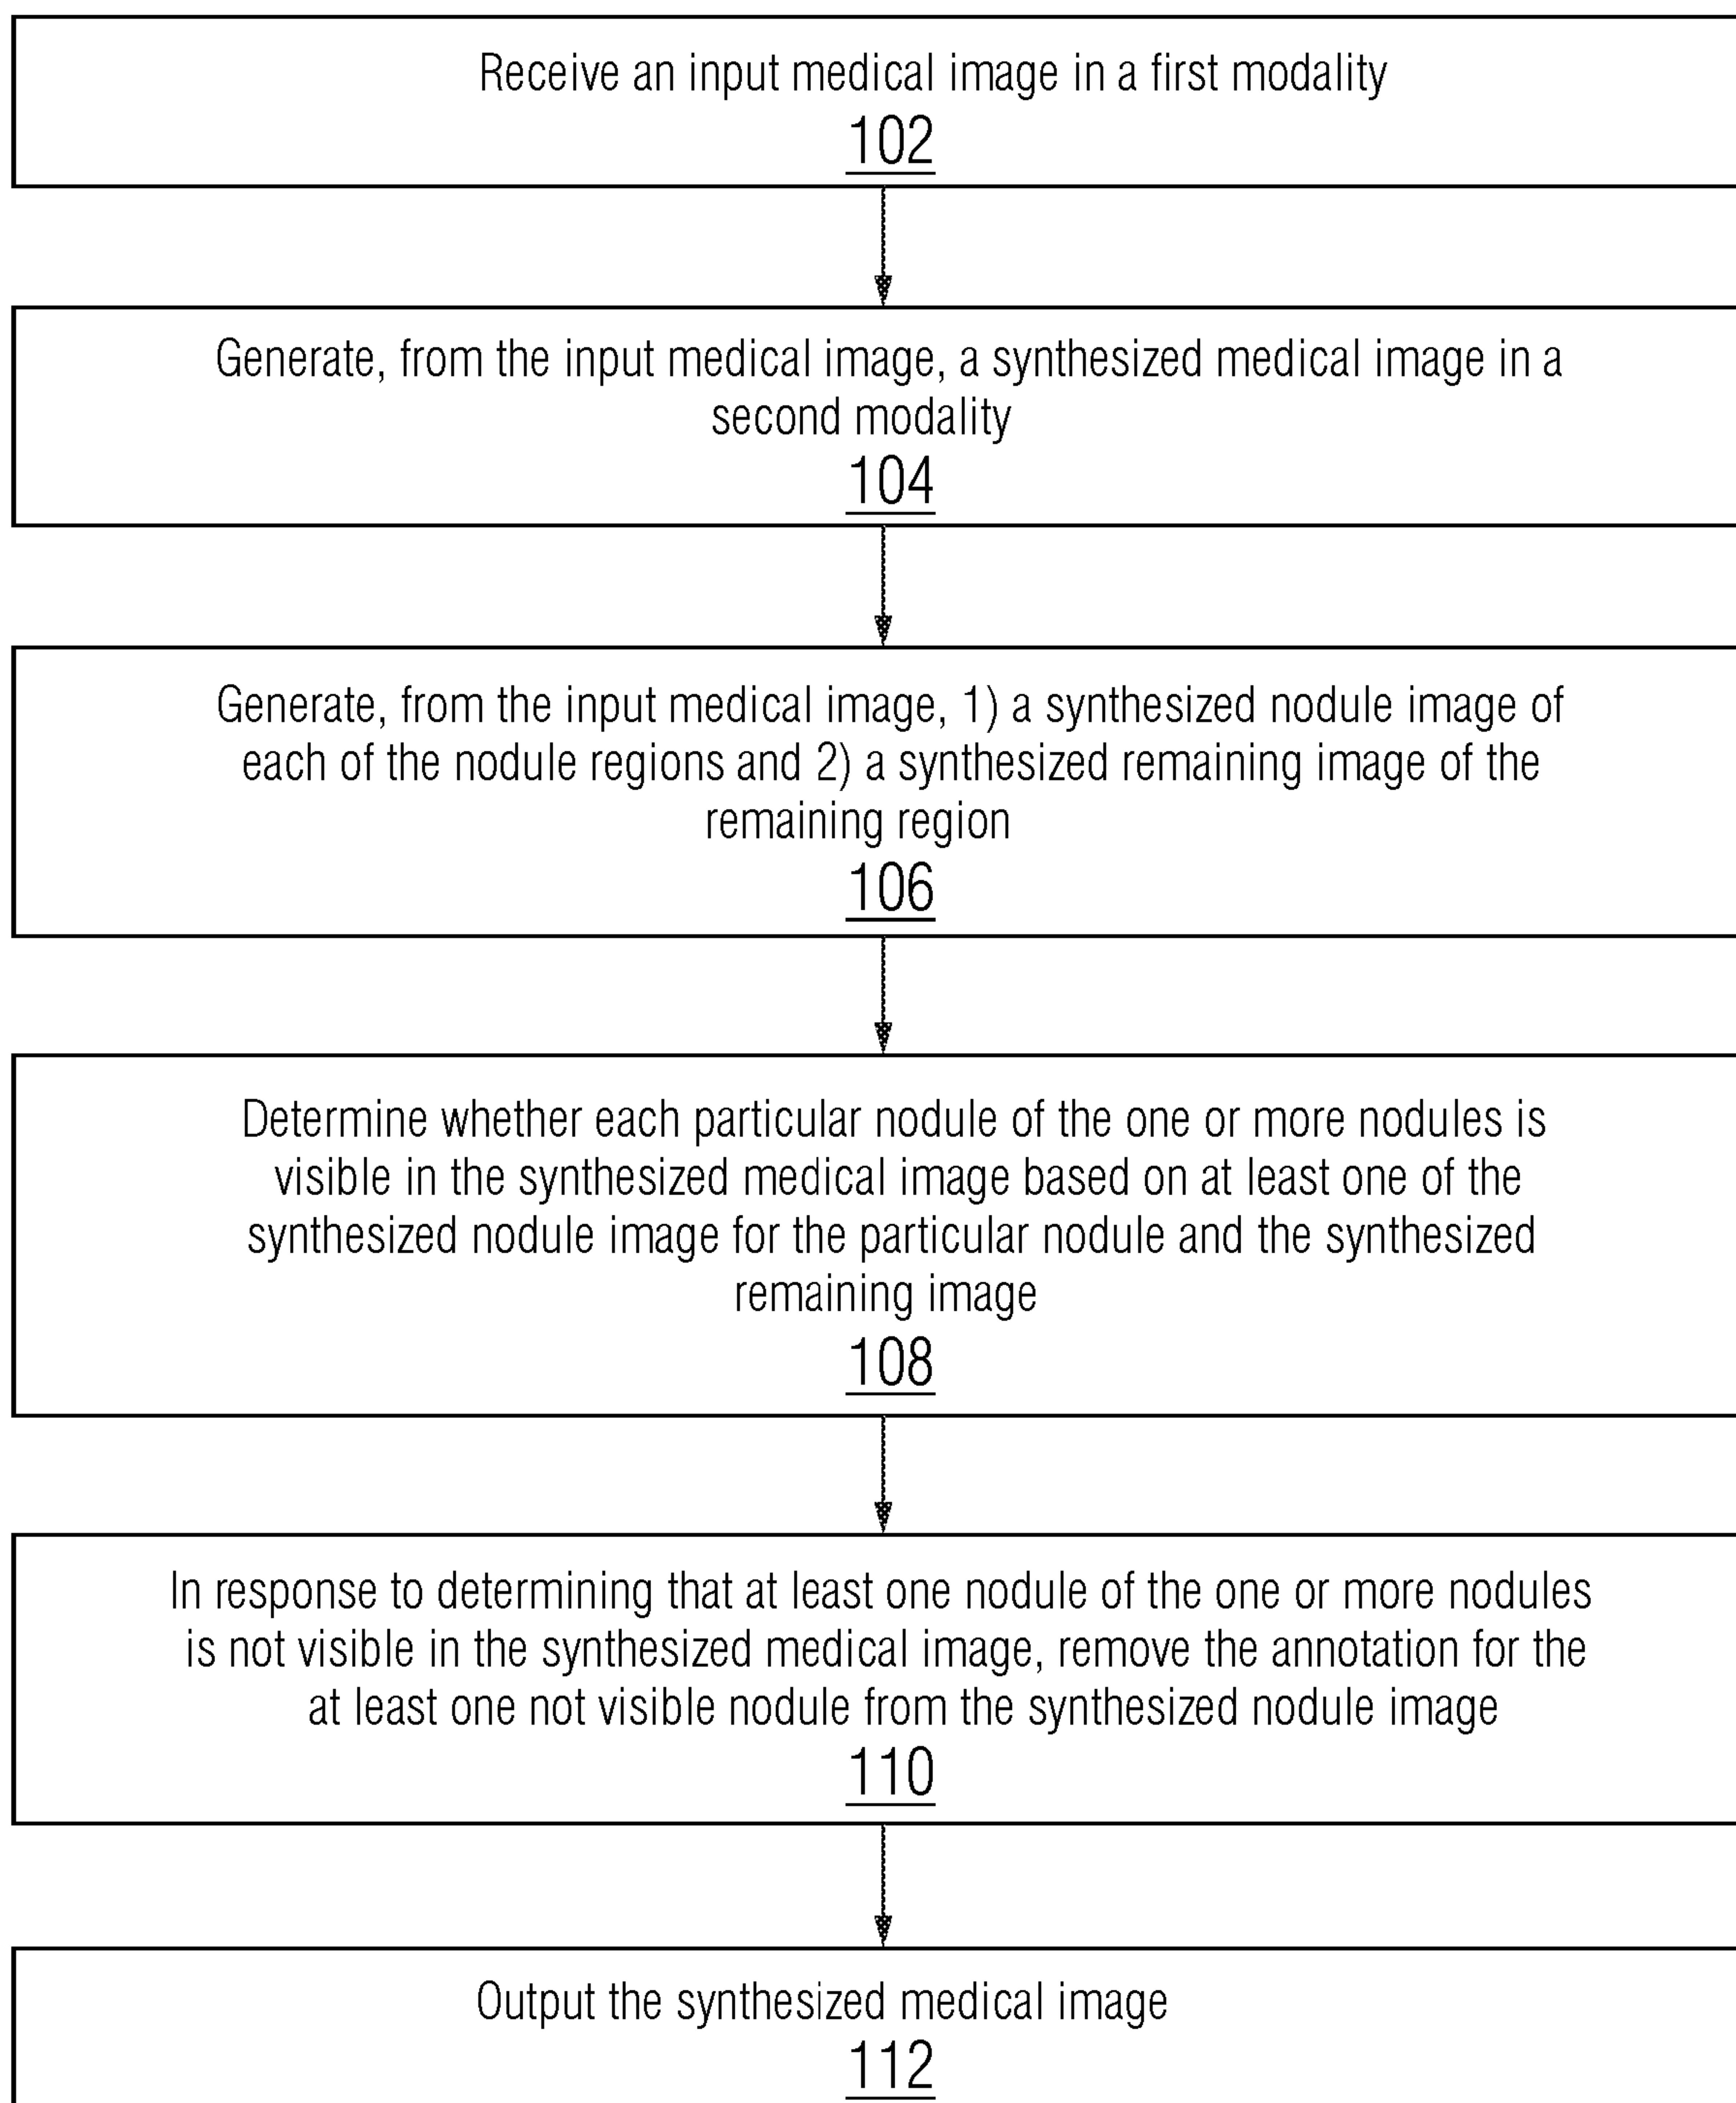 Receive an input medical image in a first modality
102
Generate, from the input medical image, a synthesized medical image in a
second modality
104
Generate, from the input medical image, 1) a synthesized nodule image of
each of the nodule regions and 2) a synthesized remaining image of the
remaining region
106
Determine whether each particular nodule of the one or more nodules is
visible in the synthesized medical image based on at least one of the
synthesized nodule image for the particular nodule and the synthesized
remaining image
108
In response to determining that at least one nodule of the one or more nodules
is not visible in the synthesized medical image, remove the annotation for the
at least one not visible nodule from the synthesized nodule image
110
Output the synthesized medical image
112